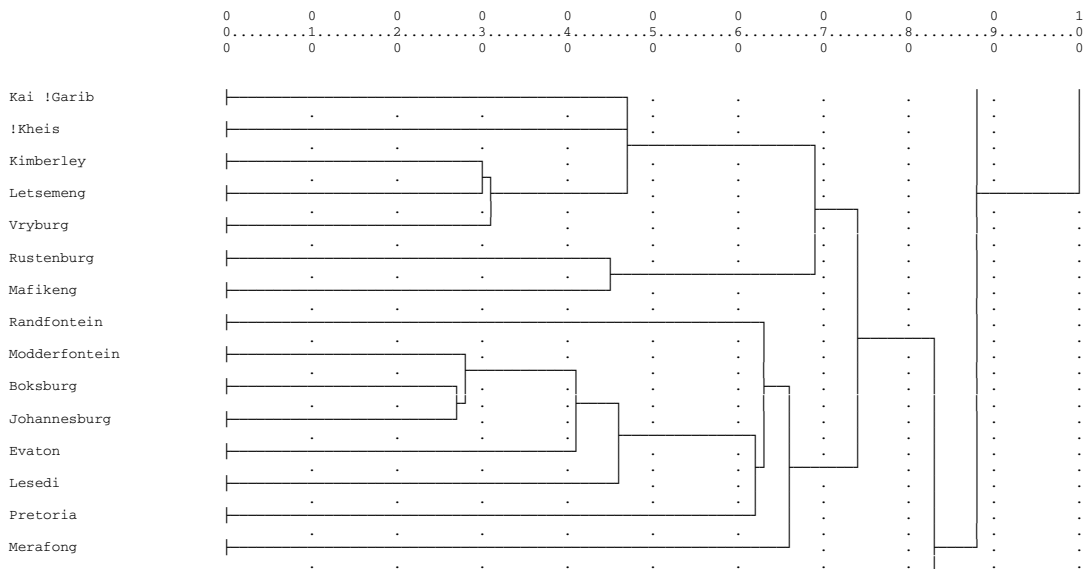 0 0 0 0 0 0 0 0 0 0 1
0.........1.........2.........3.........4.........5.........6.........7.........8.........9.........0
0 0 0 0 0 0 0 0 0 0 0
Kai !Garib
!Kheis
Kimberley
Letsemeng
Vryburg
Rustenburg
Mafikeng
Randfontein
Modderfontein
Boksburg
Johannesburg
Evaton
Lesedi
Pretoria
Merafong